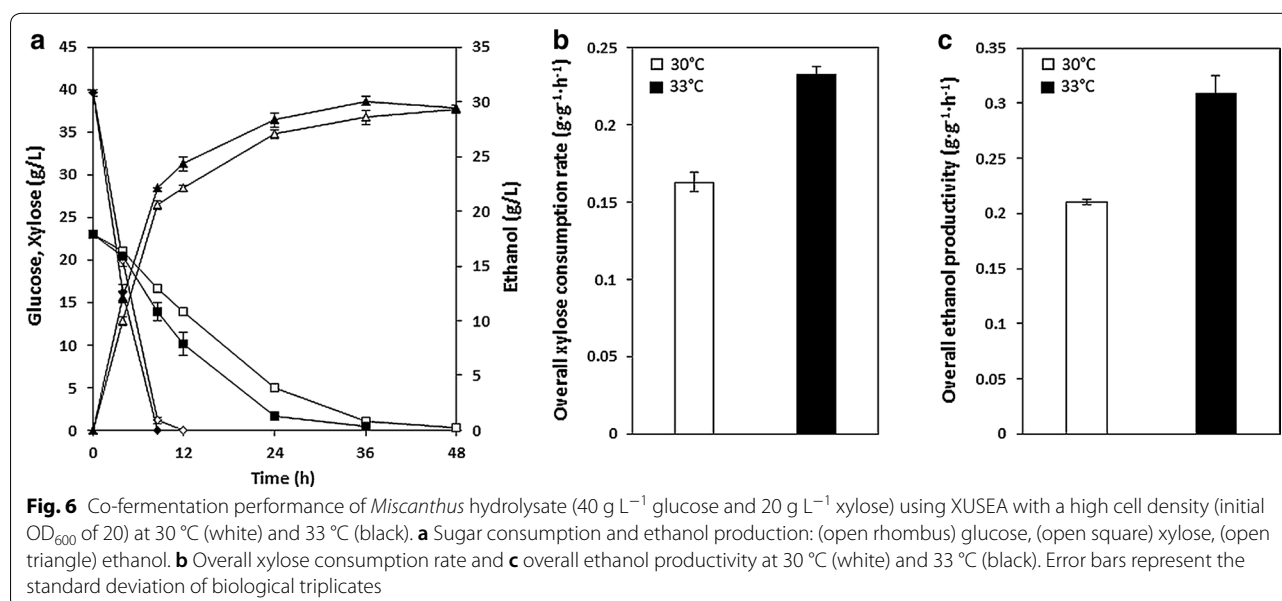 a
45
40
35
30
25
20
15
10
5
0
Glucose, Xylose (g/L)
35
30
25
20
15
10
5
0
Ethanol (g/L)
0 12 24 36 48
Time (h)
b
0.25
0.2
0.15
0.1
0.05
0
Overall xylose consumption rate (g·g⁻¹·h⁻¹)
30°C
33°C
c
0.3
0.25
0.2
0.15
0.1
0.05
0
Overall ethanol productivity (g·g⁻¹·h⁻¹)
30°C
33°C
Fig. 6 Co-fermentation performance of Miscanthus hydrolysate (40 g L⁻¹ glucose and 20 g L⁻¹ xylose) using XUSEA with a high cell density (initial
OD₆₀₀ of 20) at 30 °C (white) and 33 °C (black). a Sugar consumption and ethanol production: (open rhombus) glucose, (open square) xylose, (open
triangle) ethanol. b Overall xylose consumption rate and c overall ethanol productivity at 30 °C (white) and 33 °C (black). Error bars represent the
standard deviation of biological triplicates